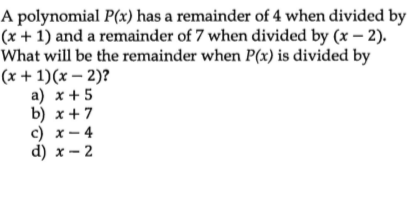 A polynomial P(x) has a remainder of 4 when divided by
(x + 1) and a remainder of 7 when divided by (x – 2).
What will be the remainder when P(x) is divided by
(x + 1)(x – 2)?
a) x + 5
b) x + 7
c) x – 4
d) x – 2